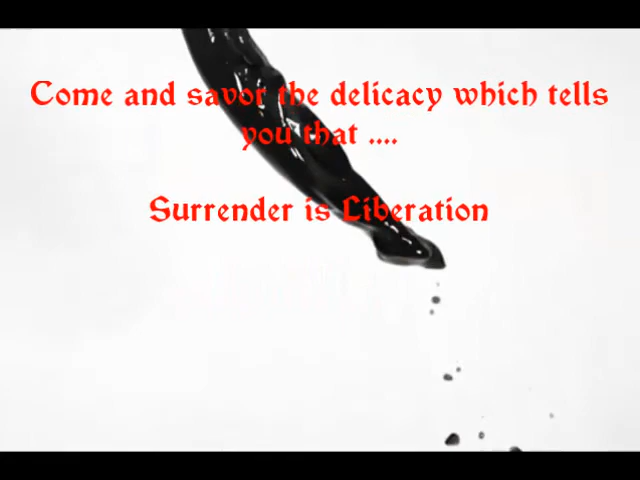 Come and savor the delicacy which tells
you that ....
Surrender is Liberation